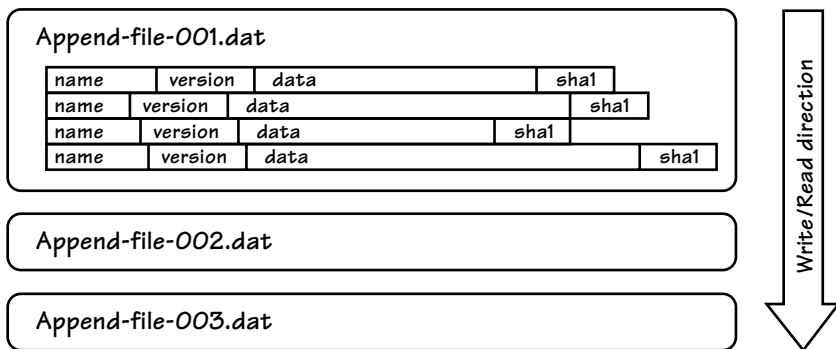 Append-file-001.dat
name version data sha1
name version data sha1
name version data sha1
name version data sha1
Append-file-002.dat
Append-file-003.dat
Write/Read direction